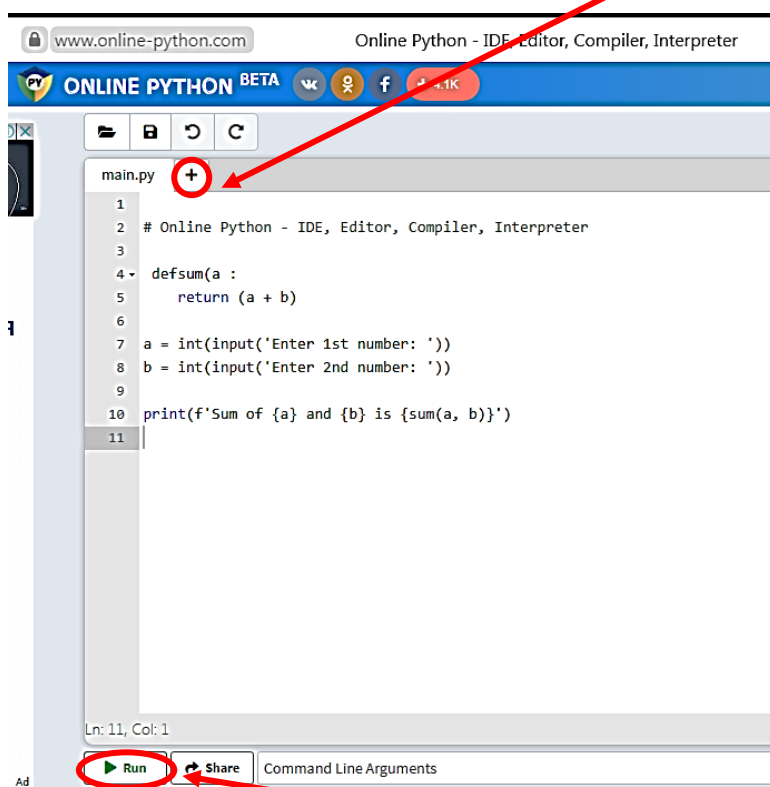 www.online-python.com Online Python - IDE, Editor, Compiler, Interpreter
PY ONLINE PYTHON BETA f 4.1K
main.py +
1
2 # Online Python - IDE, Editor, Compiler, Interpreter
3
4 defsum(a :
5 return (a + b)
6
7 a = int(input('Enter 1st number: '))
8 b = int(input('Enter 2nd number: '))
9
10 print(f'Sum of {a} and {b} is {sum(a, b)}')
11
Я
Ln: 11, Col: 1
Run Share Command Line Arguments
Ad